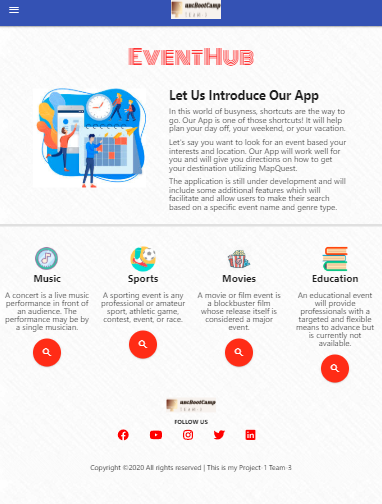 uncBootCamp
{ Team }
EventHub
Let Us Introduce Our App
In this world of busyness, shortcuts are the way to
go. Our App is one of those shortcuts! It will help
plan your day off, your weekend, or your vacation.
Let's say you want to look for an event based your
interests and location. Our App will work well for
you and will give you directions on how to get
your destination utilizing MapQuest.
The application is still under development and will
include some additional features which will
facilitate and allow users to make their search
based on a specific event name and genre type.
Music
A concert is a live music
performance in front of
an audience. The
performance may be by
a single musician.
Sports
A sporting event is any
professional or amateur
sport, athletic game,
contest, event, or race.
Movies
A movie or film event is
a blockbuster film
whose release itself is
considered a major
event.
Education
An educational event
will provide
professionals with a
targeted and flexible
means to advance but
is currently not
available.
uncBootCamp
{ Team }
FOLLOW US
Copyright ©2020 All rights reserved | This is my Project-1 Team-3